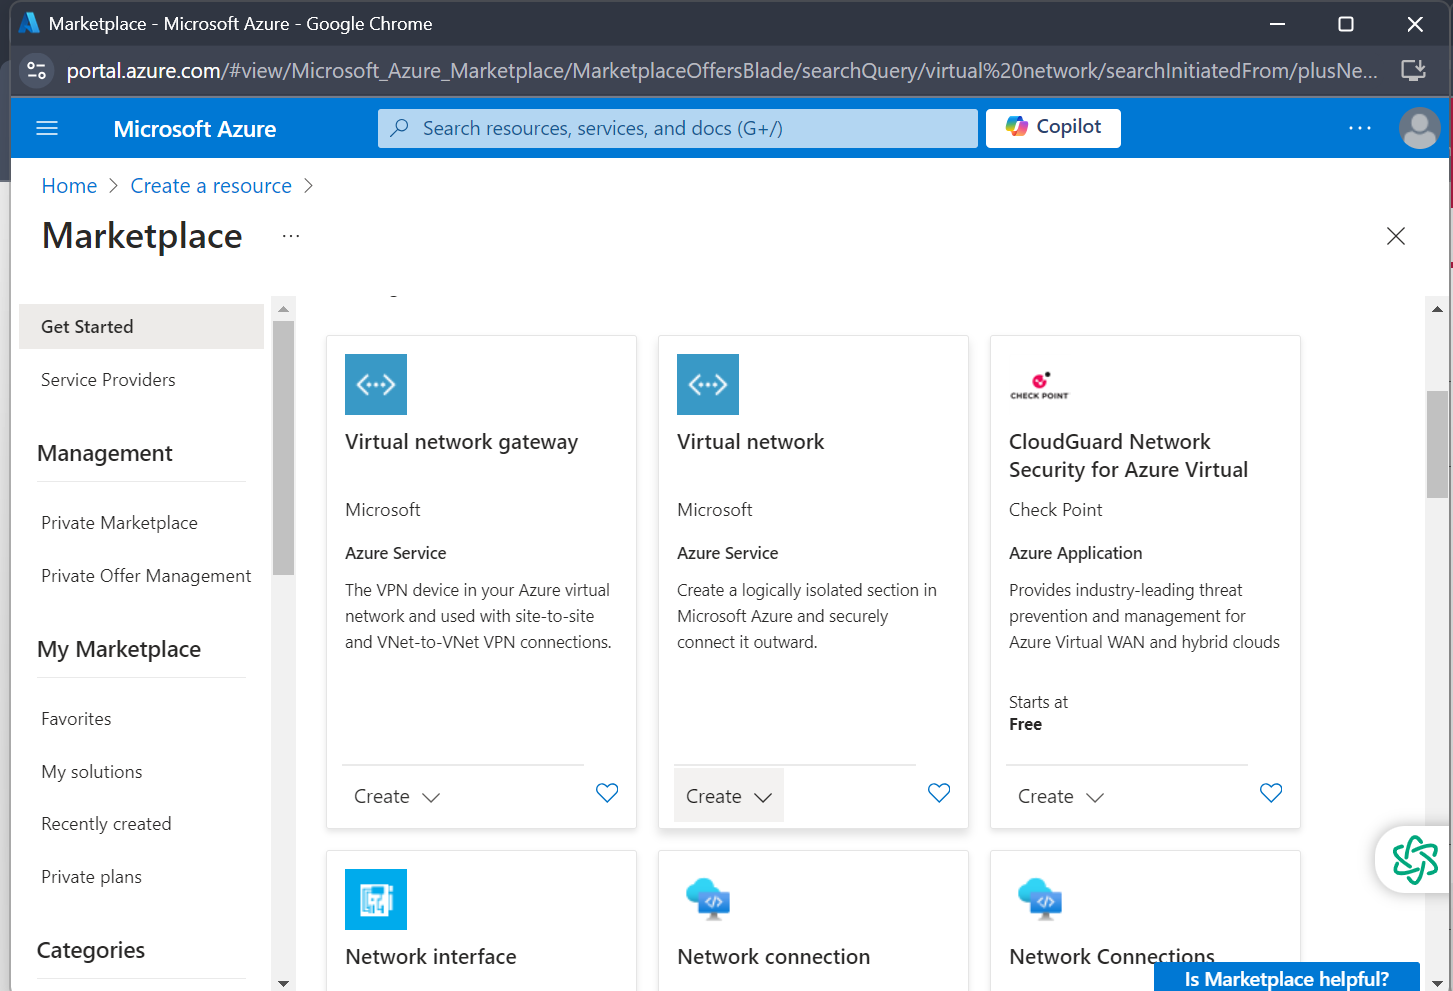 Marketplace - Microsoft Azure - Google Chrome
portal.azure.com/#view/Microsoft_Azure_Marketplace/MarketplaceOffersBlade/searchQuery/virtual%20network/searchInitiatedFrom/plusNe...
Microsoft Azure
Search resources, services, and docs (G+/)
Copilot
Home
Create a resource
Marketplace
Get Started
Service Providers
Management
Private Marketplace
Private Offer Management
My Marketplace
Favorites
My solutions
Recently created
Private plans
Categories
Virtual network gateway
Microsoft
Azure Service
The VPN device in your Azure virtual
network and used with site-to-site
and VNet-to-VNet VPN connections.
Create
Virtual network
Microsoft
Azure Service
Create a logically isolated section in
Microsoft Azure and securely
connect it outward.
Create
CHECK POINT
CloudGuard Network
Security for Azure Virtual
Check Point
Azure Application
Provides industry-leading threat
prevention and management for
Azure Virtual WAN and hybrid clouds
Starts at
Free
Create
Network interface
Network connection
Network Connections
Is Marketplace helpful?